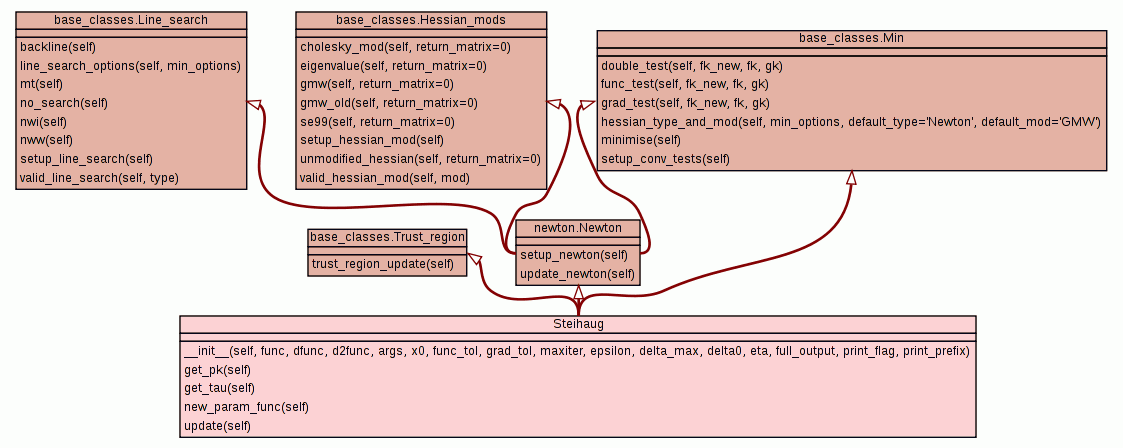 base_classes.Line_search
backline(self)
line_search_options(self, min_options)
mt(self)
no_search(self)
nwi(self)
nww(self)
setup_line_search(self)
valid_line_search(self, type)
base_classes.Hessian_mods
cholesky_mod(self, return_matrix=0)
eigenvalue(self, return_matrix=0)
gmw(self, return_matrix=0)
gmw_old(self, return_matrix=0)
se99(self, return_matrix=0)
setup_hessian_mod(self)
unmodified_hessian(self, return_matrix=0)
valid_hessian_mod(self, mod)
base_classes.Min
double_test(self, fk_new, fk, gk)
func_test(self, fk_new, fk, gk)
grad_test(self, fk_new, fk, gk)
hessian_type_and_mod(self, min_options, default_type='Newton', default_mod='GMW')
minimise(self)
setup_conv_tests(self)
base_classes.Trust_region
trust_region_update(self)
newton.Newton
setup_newton(self)
update_newton(self)
Steihaug
__init__(self, func, dfunc, d2func, args, x0, func_tol, grad_tol, maxiter, epsilon, delta_max, delta0, eta, full_output, print_flag, print_prefix)
get_pk(self)
get_tau(self)
new_param_func(self)
update(self)